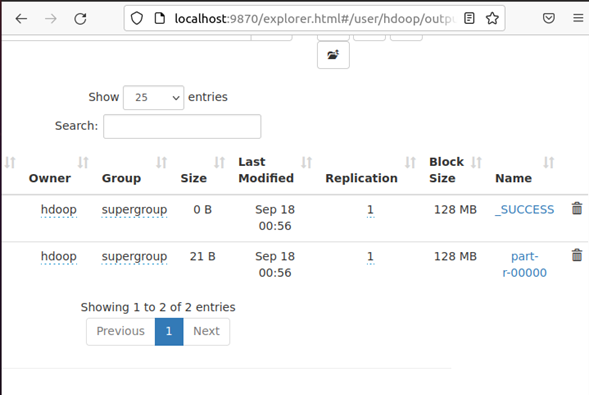 localhost:9870/explorer.html#/user/hdoop/outpu
Show 25 entries
Search:
Owner Group Size Last Modified Replication Block Size Name
hdoop supergroup 0 B Sep 18 00:56 1 128 MB _SUCCESS
hdoop supergroup 21 B Sep 18 00:56 1 128 MB part-r-00000
Showing 1 to 2 of 2 entries
Previous 1 Next